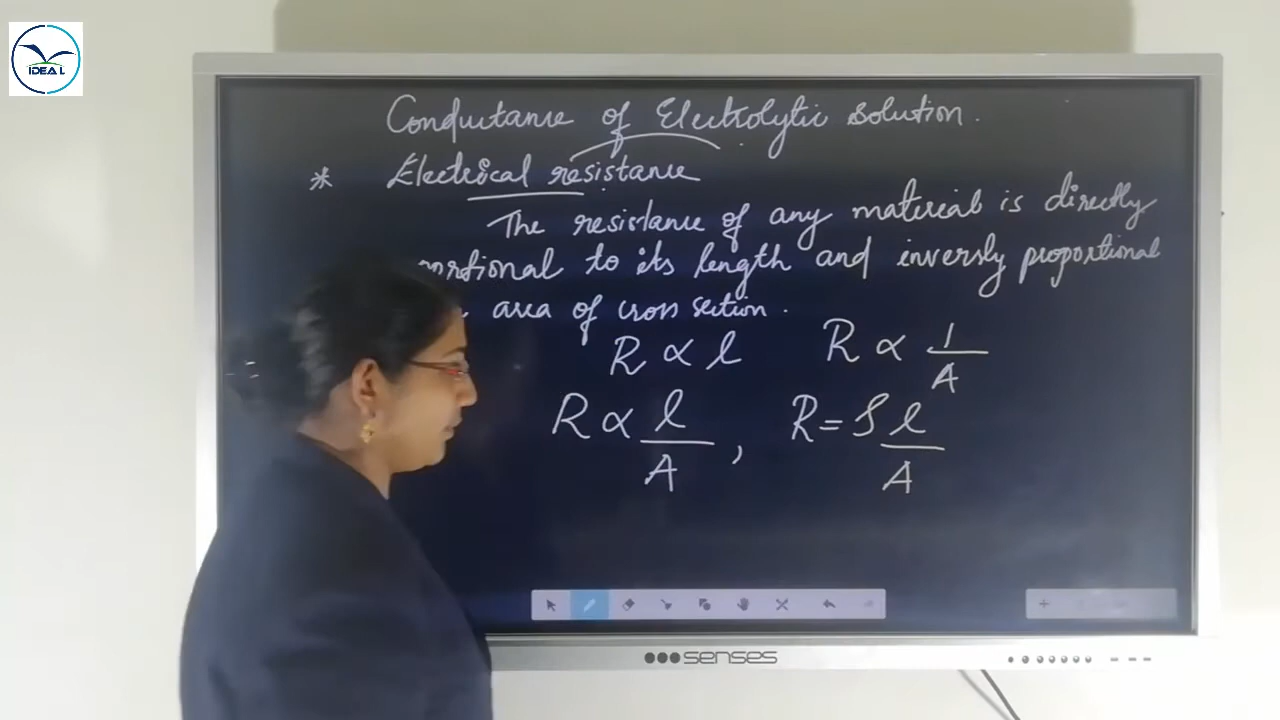 IDEAL
Conductance of Electrolytic solution.
* Electrical resistance
The resistance of any material is directly
portional to its length and inversly proportional
area of cross section.
R ∝ l R ∝ 1/A
R ∝ l/A , R = ρ l/A
senses